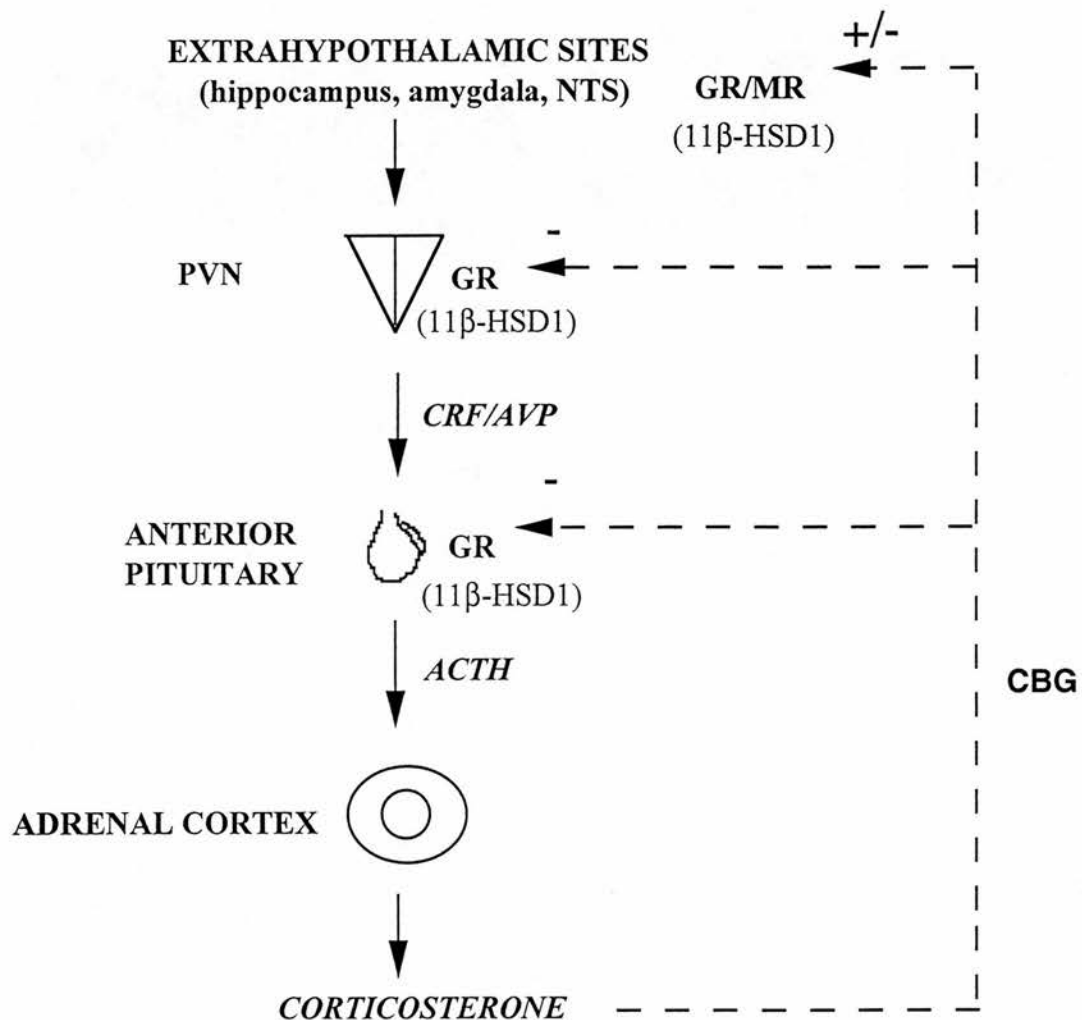 +/-
EXTRAHYPOTHALAMIC SITES
(hippocampus, amygdala, NTS)
GR/MR
(11β-HSD1)
-
PVN
GR
(11β-HSD1)
CRF/AVP
-
ANTERIOR
PITUITARY
GR
(11β-HSD1)
ACTH
CBG
ADRENAL CORTEX
CORTICOSTERONE